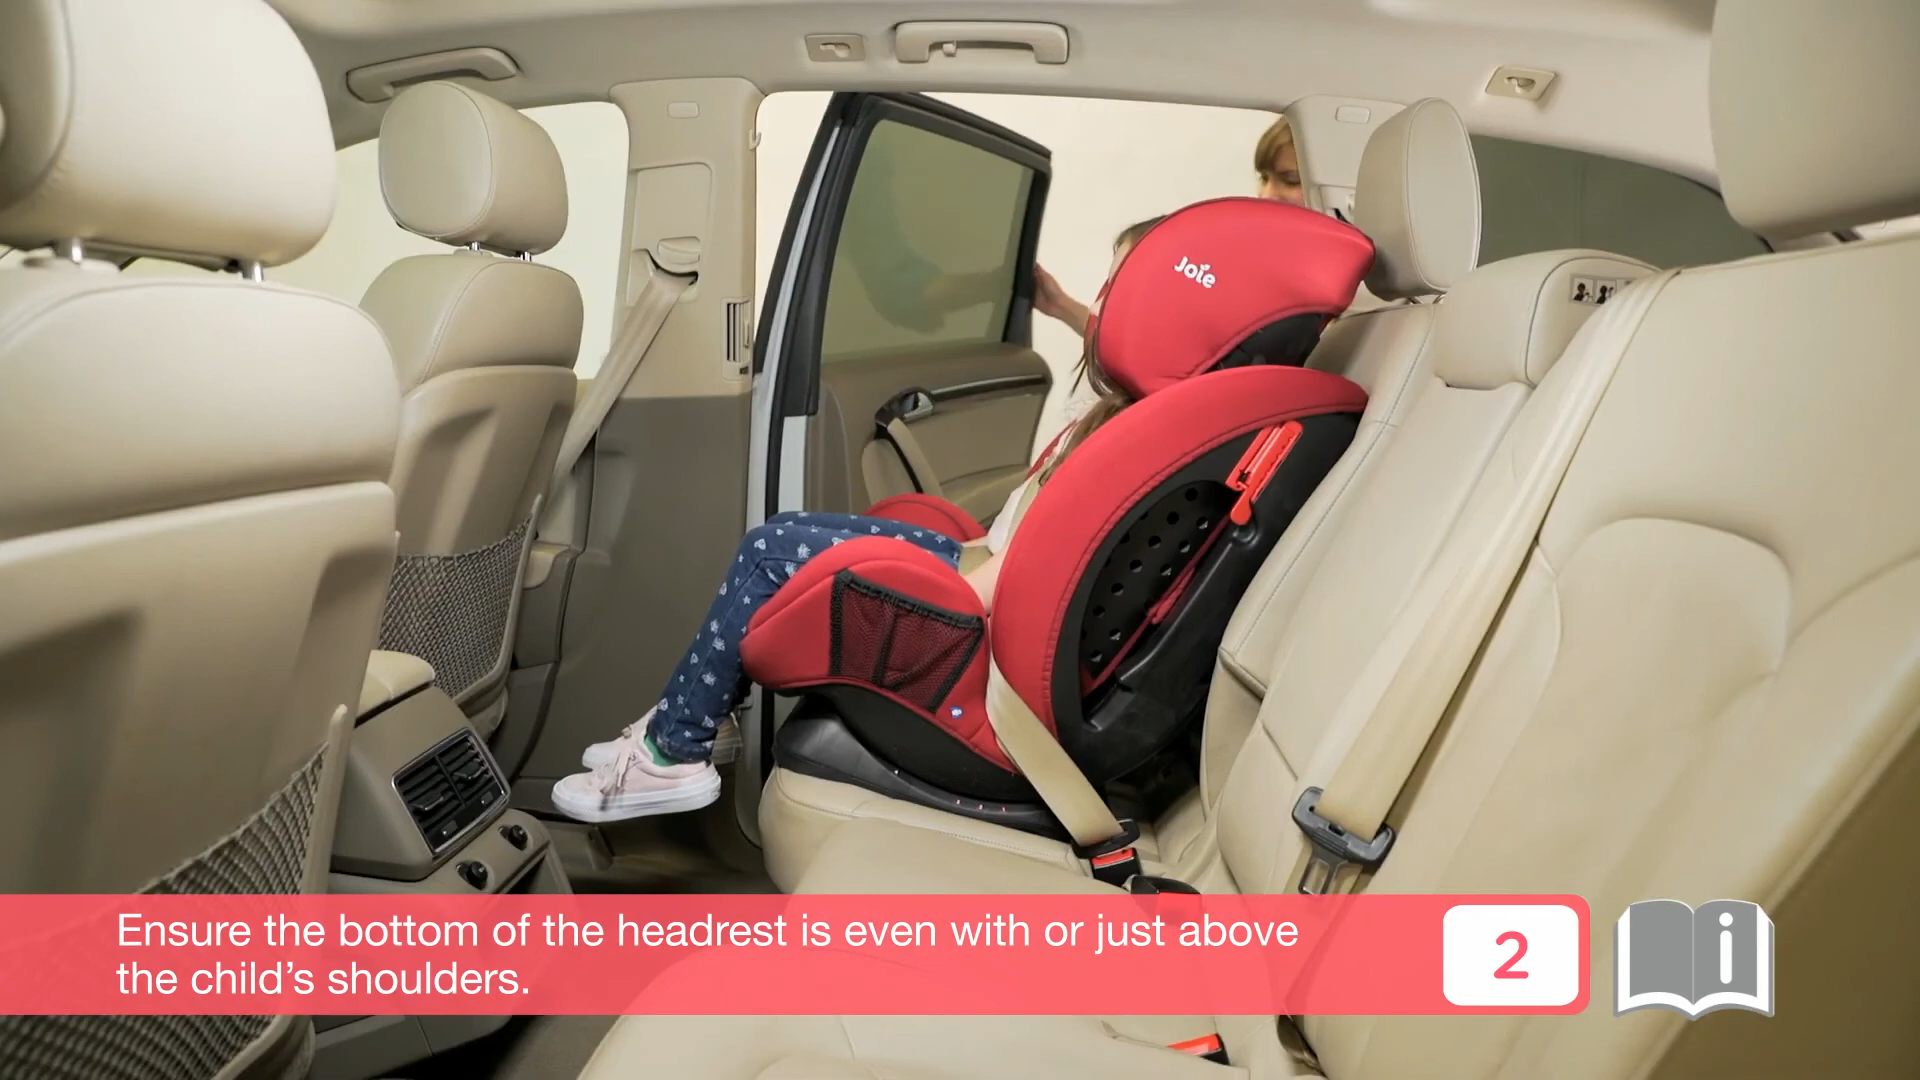 Joie
Ensure the bottom of the headrest is even with or just above
the child's shoulders.
2
i